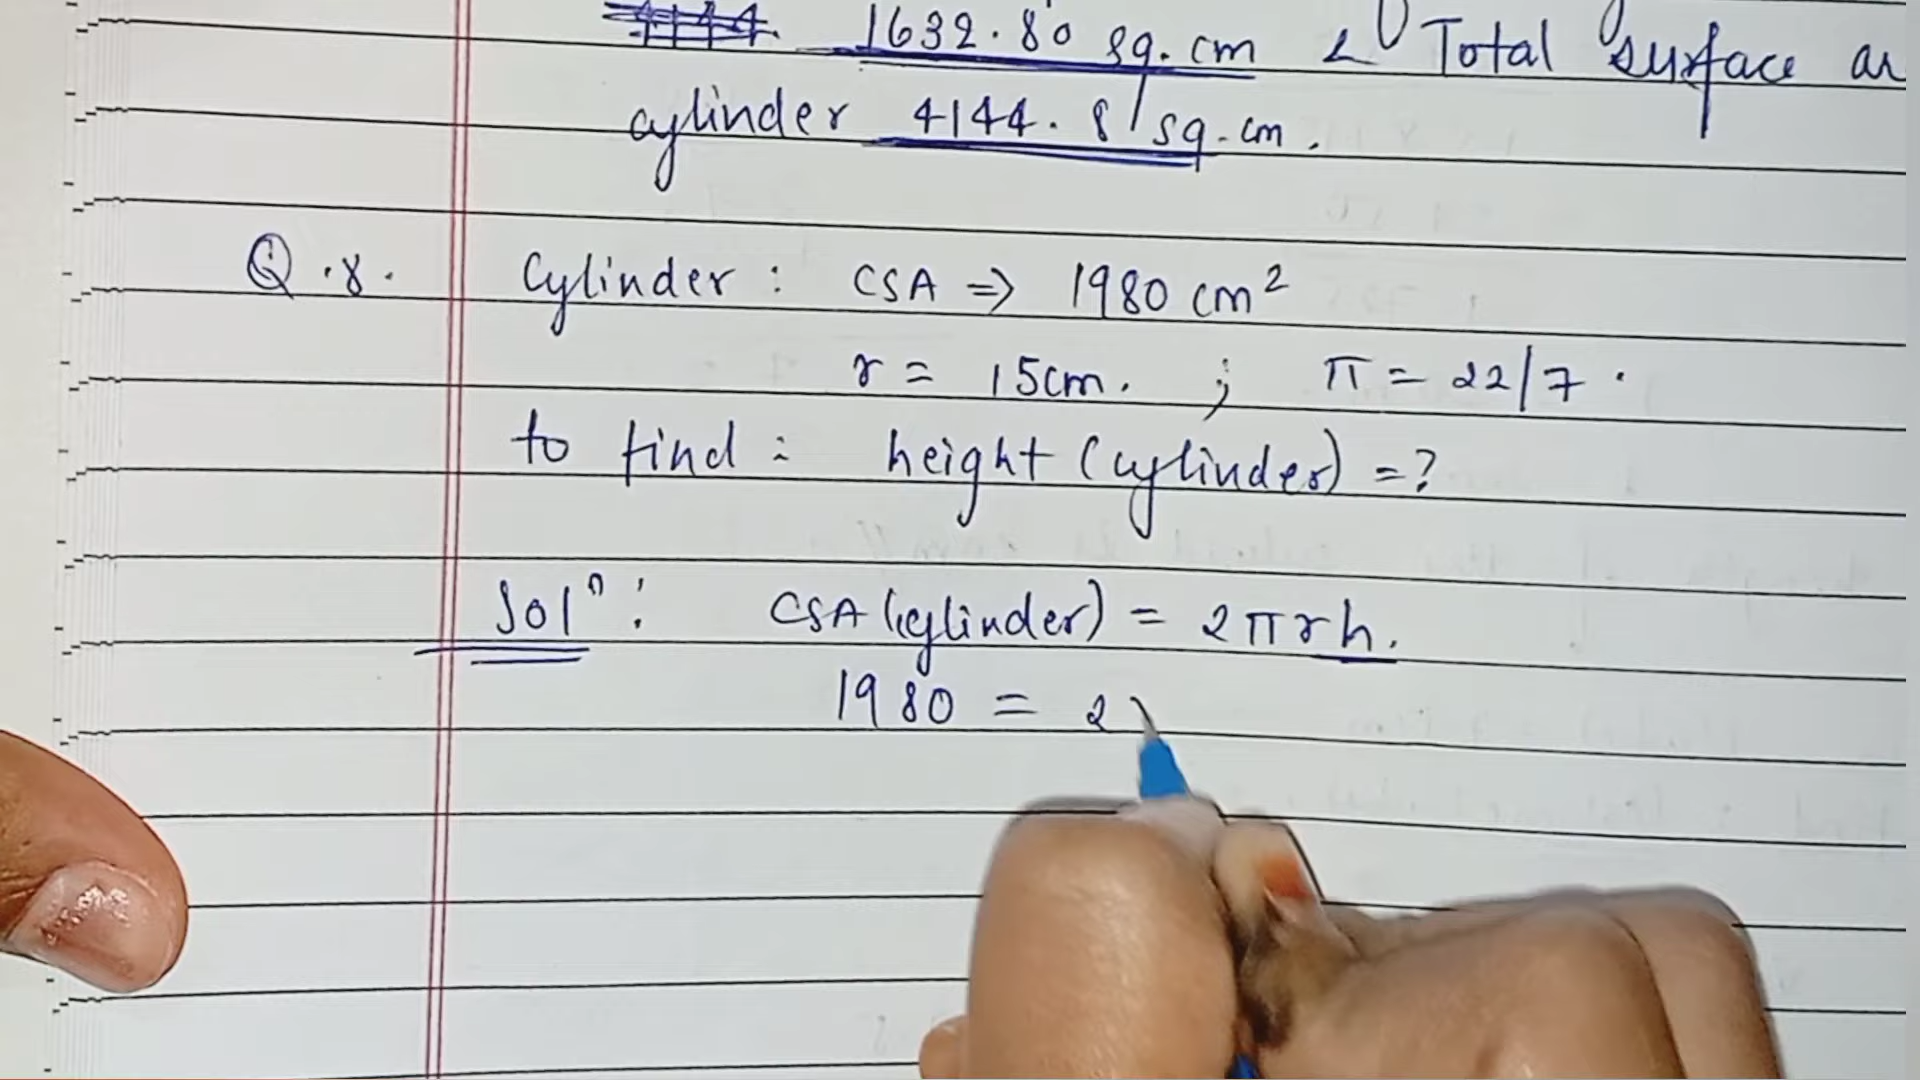 1632.80 sq.cm & Total surface ar
cylinder 4144.8 sq.cm.
Q.8. Cylinder : CSA => 1980 cm²
r = 15cm. ; π = 22/7.
to find : height (cylinder) = ?
Solⁿ : CSA (cylinder) = 2πrh.
1980 = 2